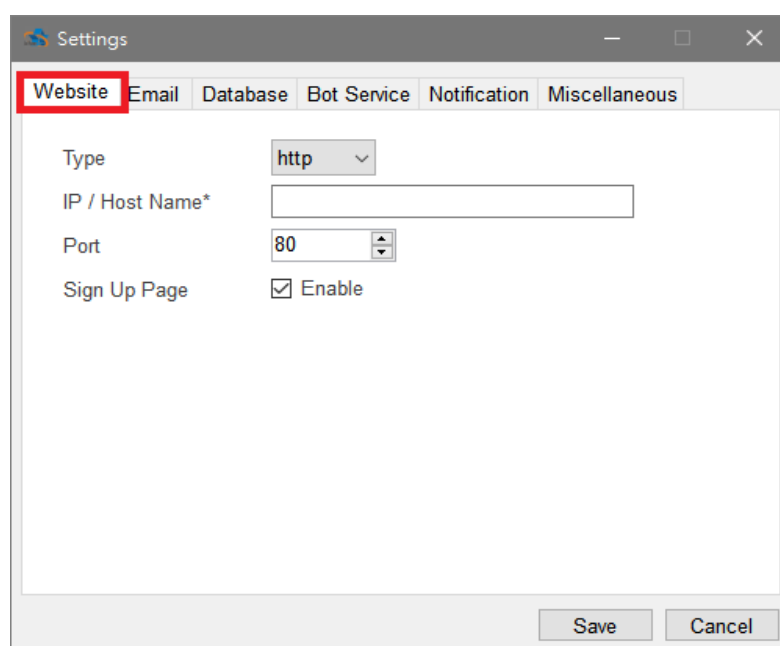 Settings
Website Email Database Bot Service Notification Miscellaneous
Type http
IP / Host Name*
Port 80
Sign Up Page Enable
Save Cancel